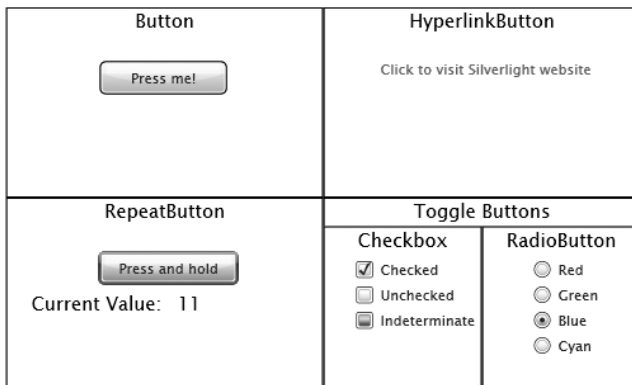 Button
Press me!
HyperlinkButton
Click to visit Silverlight website
RepeatButton
Press and hold
Current Value: 11
Toggle Buttons
Checkbox
Checked
Unchecked
Indeterminate
RadioButton
Red
Green
Blue
Cyan